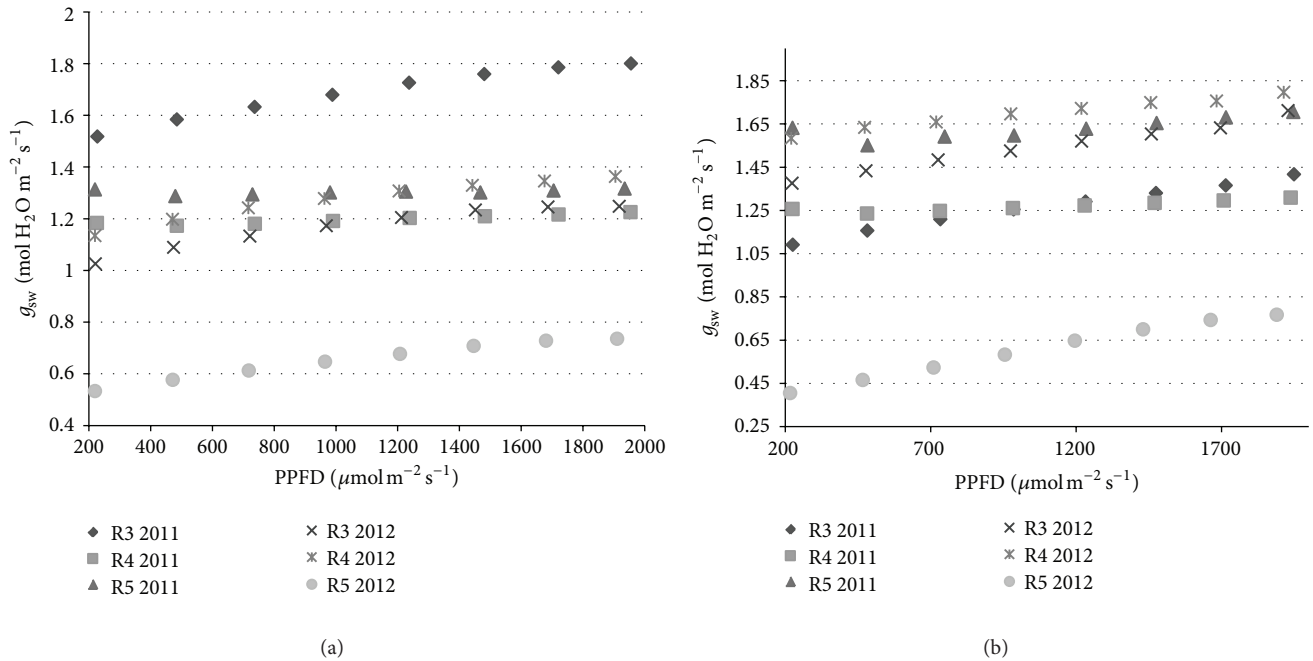 2
1.8
1.6
1.4
1.2
1
0.8
0.6
0.4
g_sw (mol H₂O m⁻² s⁻¹)
200 400 600 800 1000 1200 1400 1600 1800 2000
PPFD (μmol m⁻² s⁻¹)
R3 2011
R4 2011
R5 2011
R3 2012
R4 2012
R5 2012
(a)
1.85
1.65
1.45
1.25
1.05
0.85
0.65
0.45
0.25
g_sw (mol H₂O m⁻² s⁻¹)
200 700 1200 1700
PPFD (μmol m⁻² s⁻¹)
R3 2011
R4 2011
R5 2011
R3 2012
R4 2012
R5 2012
(b)